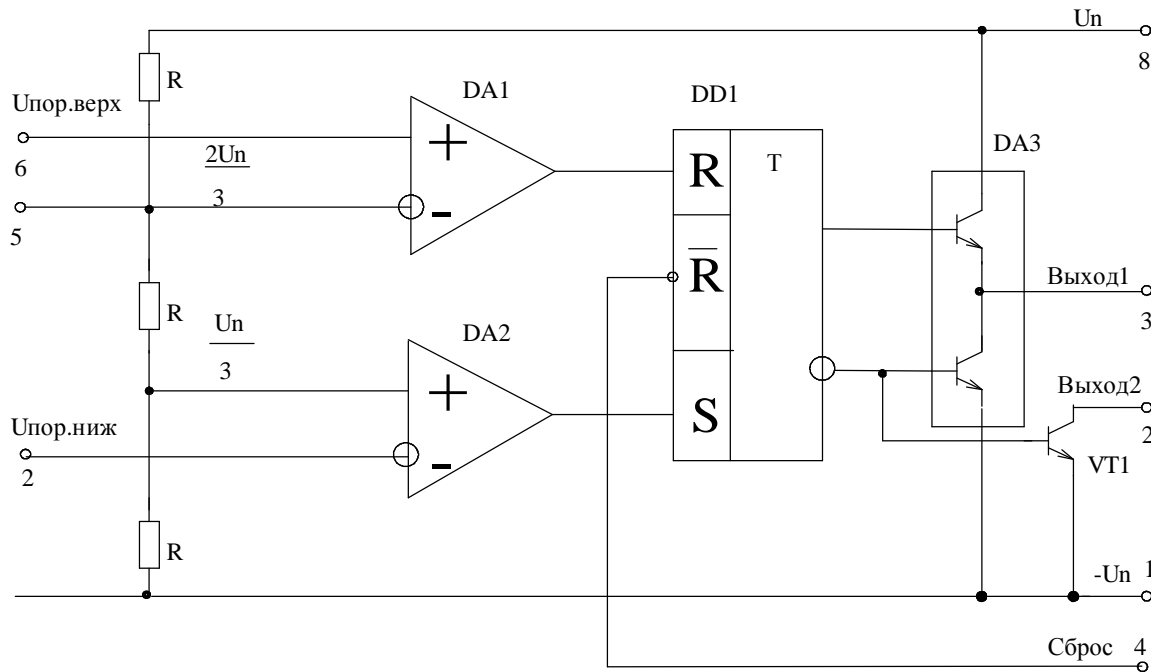 Un
8
R
DA1
DD1
Uпор.верх
DA3
+
T
6
2Un
R
3
-
5
R
Выход1
3
R
Un
DA2
3
Выход2
+
S
2
Uпор.ниж
-
VT1
2
R
-Un
1
Сброс
4